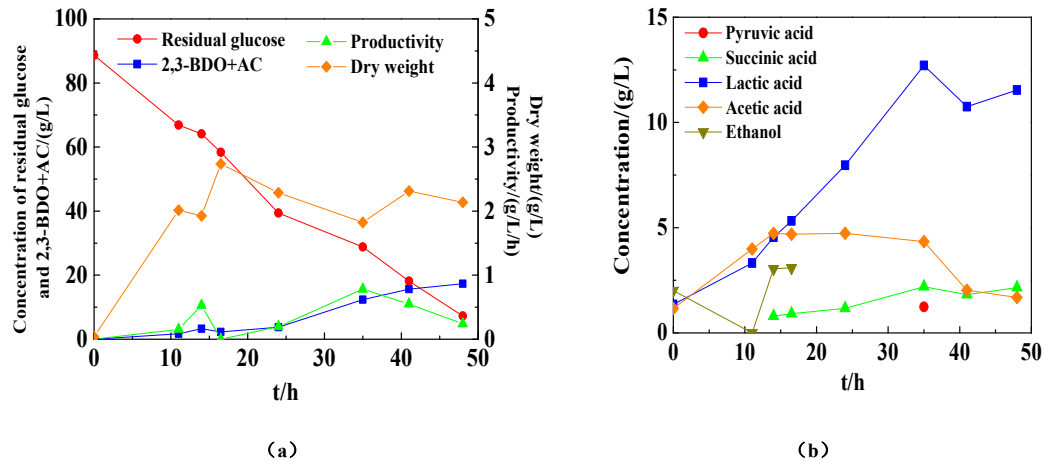 Concentration of residual glucose
and 2,3-BDO+AC/(g/L)
100
80
60
40
20
0
Residual glucose
2,3-BDO+AC
Productivity
Dry weight
5
4
3
2
1
0
Dry weight/(g/L)
Productivity/(g/L/h)
0 10 20 30 40 50
t/h
(a)
Concentration/(g/L)
15
10
5
0
Pyruvic acid
Succinic acid
Lactic acid
Acetic acid
Ethanol
0 10 20 30 40 50
t/h
(b)